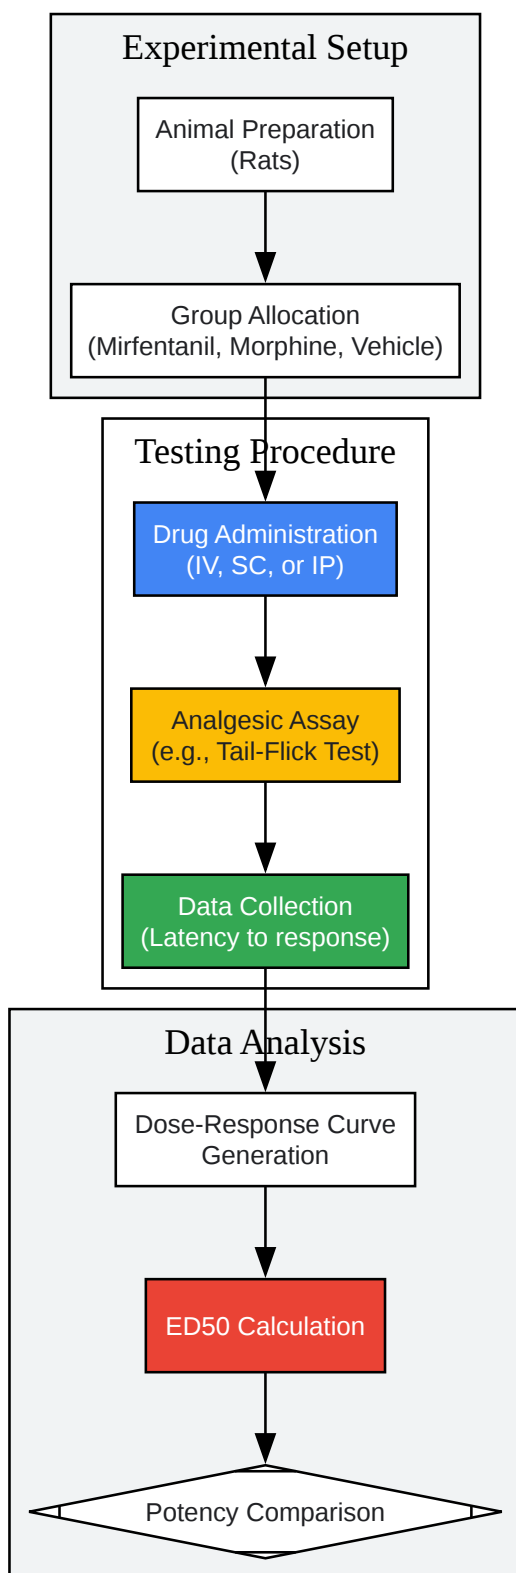 Experimental Setup
Animal Preparation
(Rats)
Group Allocation
(Mirfentanil, Morphine, Vehicle)
Testing Procedure
Drug Administration
(IV, SC, or IP)
Analgesic Assay
(e.g., Tail-Flick Test)
Data Collection
(Latency to response)
Data Analysis
Dose-Response Curve
Generation
ED50 Calculation
Potency Comparison